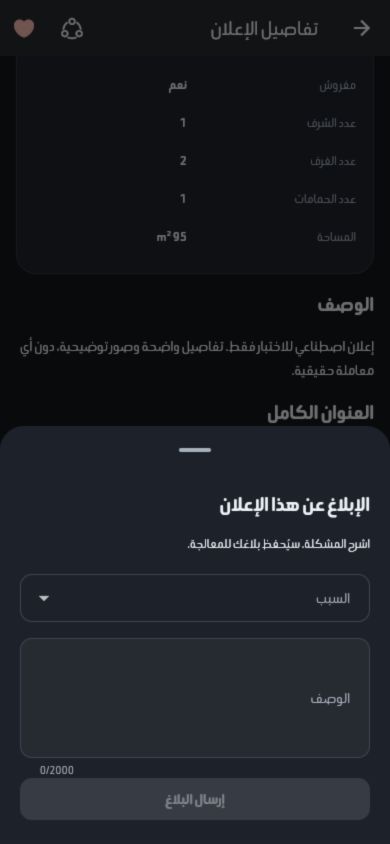 تفاصيل الإعلان
مفروش نعم
عدد الشرف 1
عدد الغرف 2
عدد الحمامات 1
المساحة 95 m²
الوصف
إعلان اصطناعي للاختبار فقط. تفاصيل واضحة وصور توضيحية، دون أي
معاملة حقيقية.
العنوان الكامل
الإبلاغ عن هذا الإعلان
اشرح المشكلة. سيُحفظ بلاغك للمعالجة.
السبب
الوصف
0/2000
إرسال البلاغ